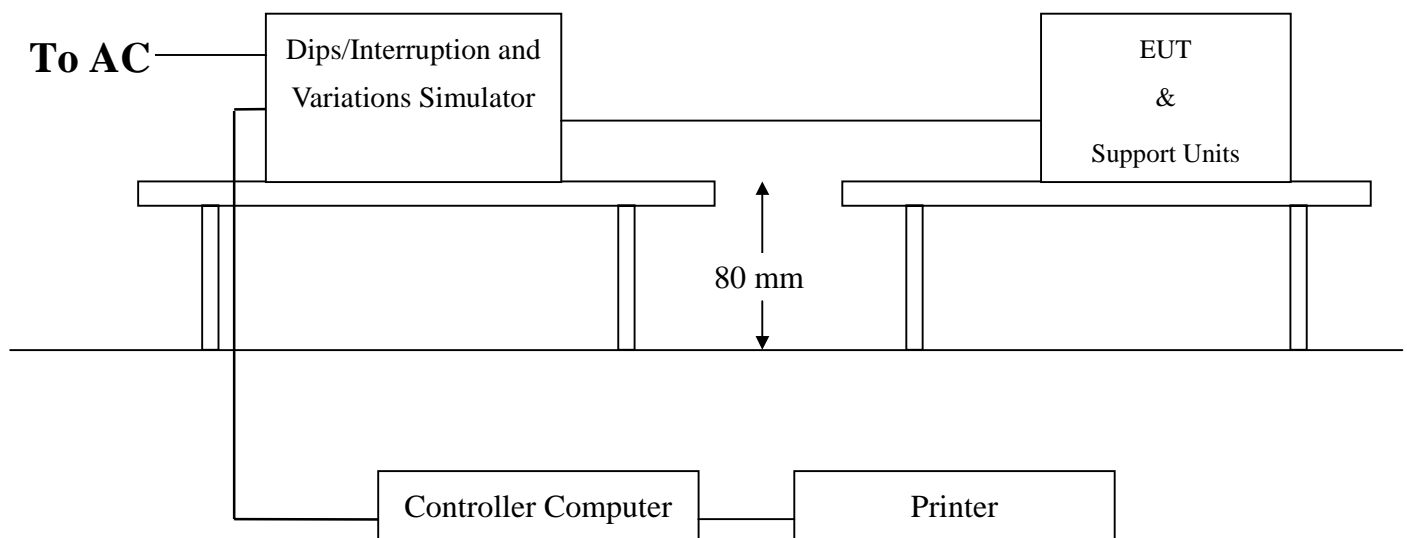 To AC
Dips/Interruption and
Variations Simulator
EUT
&
Support Units
80 mm
Controller Computer
Printer